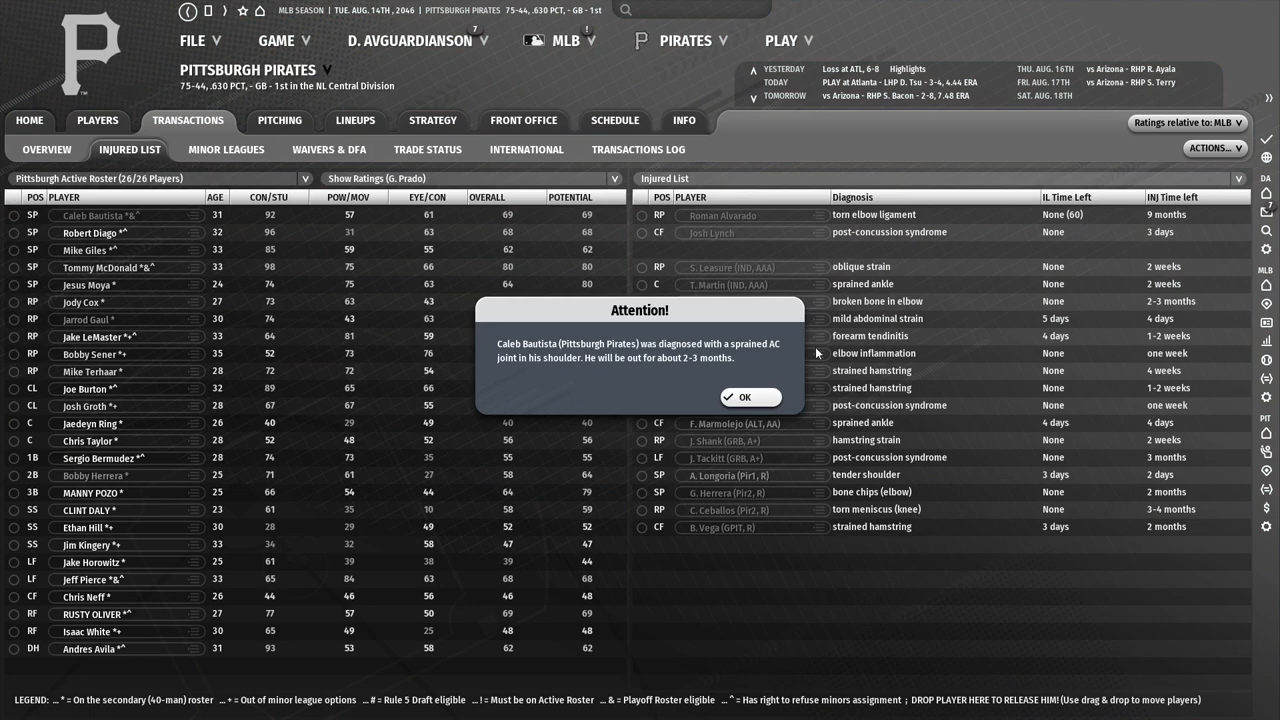 MLB SEASON | TUE. AUG. 14TH , 2046 | PITTSBURGH PIRATES 75-44, .630 PCT, - GB - 1st
FILE GAME D. AVGUARDIANSON 7 MLB ! PIRATES PLAY
PITTSBURGH PIRATES
75-44, .630 PCT, - GB - 1st in the NL Central Division
YESTERDAY Loss at ATL, 6-8 Highlights THU. AUG. 16TH vs Arizona - RHP R. Ayala
TODAY PLAY at Atlanta - LHP D. Tsu - 3-4, 4.44 ERA FRI. AUG. 17TH vs Arizona - RHP S. Terry
TOMORROW vs Arizona - RHP S. Bacon - 2-8, 7.48 ERA SAT. AUG. 18TH
HOME PLAYERS TRANSACTIONS PITCHING LINEUPS STRATEGY FRONT OFFICE SCHEDULE INFO Ratings relative to: MLB
OVERVIEW INJURED LIST MINOR LEAGUES WAIVERS & DFA TRADE STATUS INTERNATIONAL TRANSACTIONS LOG ACTIONS...
Pittsburgh Active Roster (26/26 Players) Show Ratings (G. Prado) Injured List
POS PLAYER AGE CON/STU POW/MOV EYE/CON OVERALL POTENTIAL POS PLAYER Diagnosis IL Time Left INJ Time left
SP Caleb Bautista *&^ 31 92 57 61 69 69 RP Roman Alvarado torn elbow ligament None (60) 9 months
SP Robert Diago *^ 32 96 31 63 68 68 CF Josh Lynch post-concussion syndrome None 3 days
SP Mike Giles *^ 33 85 59 55 62 62
SP Tommy McDonald *&^ 33 98 75 66 80 80 RP S. Leasure (IND, AAA) oblique strain None 2 weeks
SP Jesus Moya * 24 74 75 63 64 80 C T. Martin (IND, AAA) sprained ankle None 2 weeks
RP Jody Cox * 27 73 63 43 broken bone in elbow None 2-3 months
RP Jarrod Gaul * 30 74 43 63 mild abdominal strain 5 days 4 days
RP Jake LeMaster *+^ 33 64 81 59 forearm tendinitis 4 days 1-2 weeks
RP Bobby Sener *+ 35 52 73 76 elbow inflammation None one week
RP Mike Terhaar * 28 72 72 54 strained hamstring None 4 weeks
CL Joe Burton *^ 32 89 65 66 strained hamstring None 1-2 weeks
CL Josh Groth *+ 28 67 67 55 post-concussion syndrome None one week
C Jaedeyn Ring * 26 40 29 49 40 40 CF F. Marmolejo (ALT, AA) sprained ankle 4 days 4 days
C Chris Taylor * 28 52 48 52 56 56 RP J. Shank (GRB, A+) hamstring strain None 2 weeks
1B Sergio Bermudez *^ 28 74 73 35 55 55 LF J. Tackitt (GRB, A+) post-concussion syndrome None 3 months
2B Bobby Herrera * 25 71 61 27 58 64 SP A. Longoria (Pir1, R) tender shoulder 3 days 2 days
3B MANNY POZO * 25 66 54 44 64 79 SP G. Herrera (Pir2, R) bone chips (elbow) None 2 months
SS CLINT DALY * 23 61 35 10 58 59 RP C. Ceballos (Pir2, R) torn meniscus (knee) None 3-4 months
SS Ethan Hill *+ 30 28 29 49 52 52 CF B. Vega (GPIT, R) strained hamstring 3 days 2 months
SS Jim Kingery *+ 33 34 32 58 47 47
LF Jake Horowitz * 25 61 39 38 39 44
LF Jeff Pierce *&^ 33 65 84 63 68 68
CF Chris Neff * 26 44 46 56 46 48
RF RUSTY OLIVER *^ 27 77 57 50 69 69
RF Isaac White *+ 30 65 49 25 48 48
DH Andres Avila *^ 31 93 53 58 62 62
Attention!
Caleb Bautista (Pittsburgh Pirates) was diagnosed with a sprained AC
joint in his shoulder. He will be out for about 2-3 months.
OK
DA
7
MLB
PIT
LEGEND: ... * = On the secondary (40-man) roster ... + = Out of minor league options ... # = Rule 5 Draft eligible ... ! = Must be on Active Roster ... & = Playoff Roster eligible ... ^ = Has right to refuse minors assignment ; DROP PLAYER HERE TO RELEASE HIM! (Use drag & drop to move players)